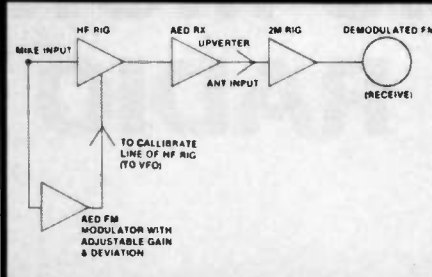 HF RIG
AED RX
2M RIG
DEMODULATED FM
MIKE INPUT
UPVERTER
ANT INPUT
(RECEIVE)
TO CALLIBRATE
LINE OF HF RIG
(TO VFO)
AED FM
MODULATOR WITH
ADJUSTABLE GAIN
& DEVIATION